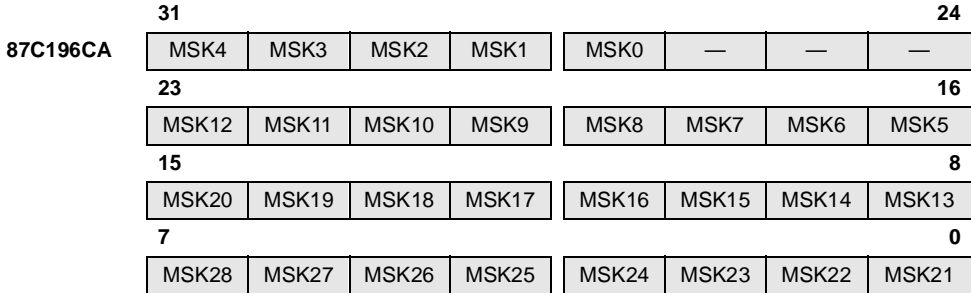 31 24
87C196CA MSK4 MSK3 MSK2 MSK1 MSK0 — — —
23 16
MSK12 MSK11 MSK10 MSK9 MSK8 MSK7 MSK6 MSK5
15 8
MSK20 MSK19 MSK18 MSK17 MSK16 MSK15 MSK14 MSK13
7 0
MSK28 MSK27 MSK26 MSK25 MSK24 MSK23 MSK22 MSK21